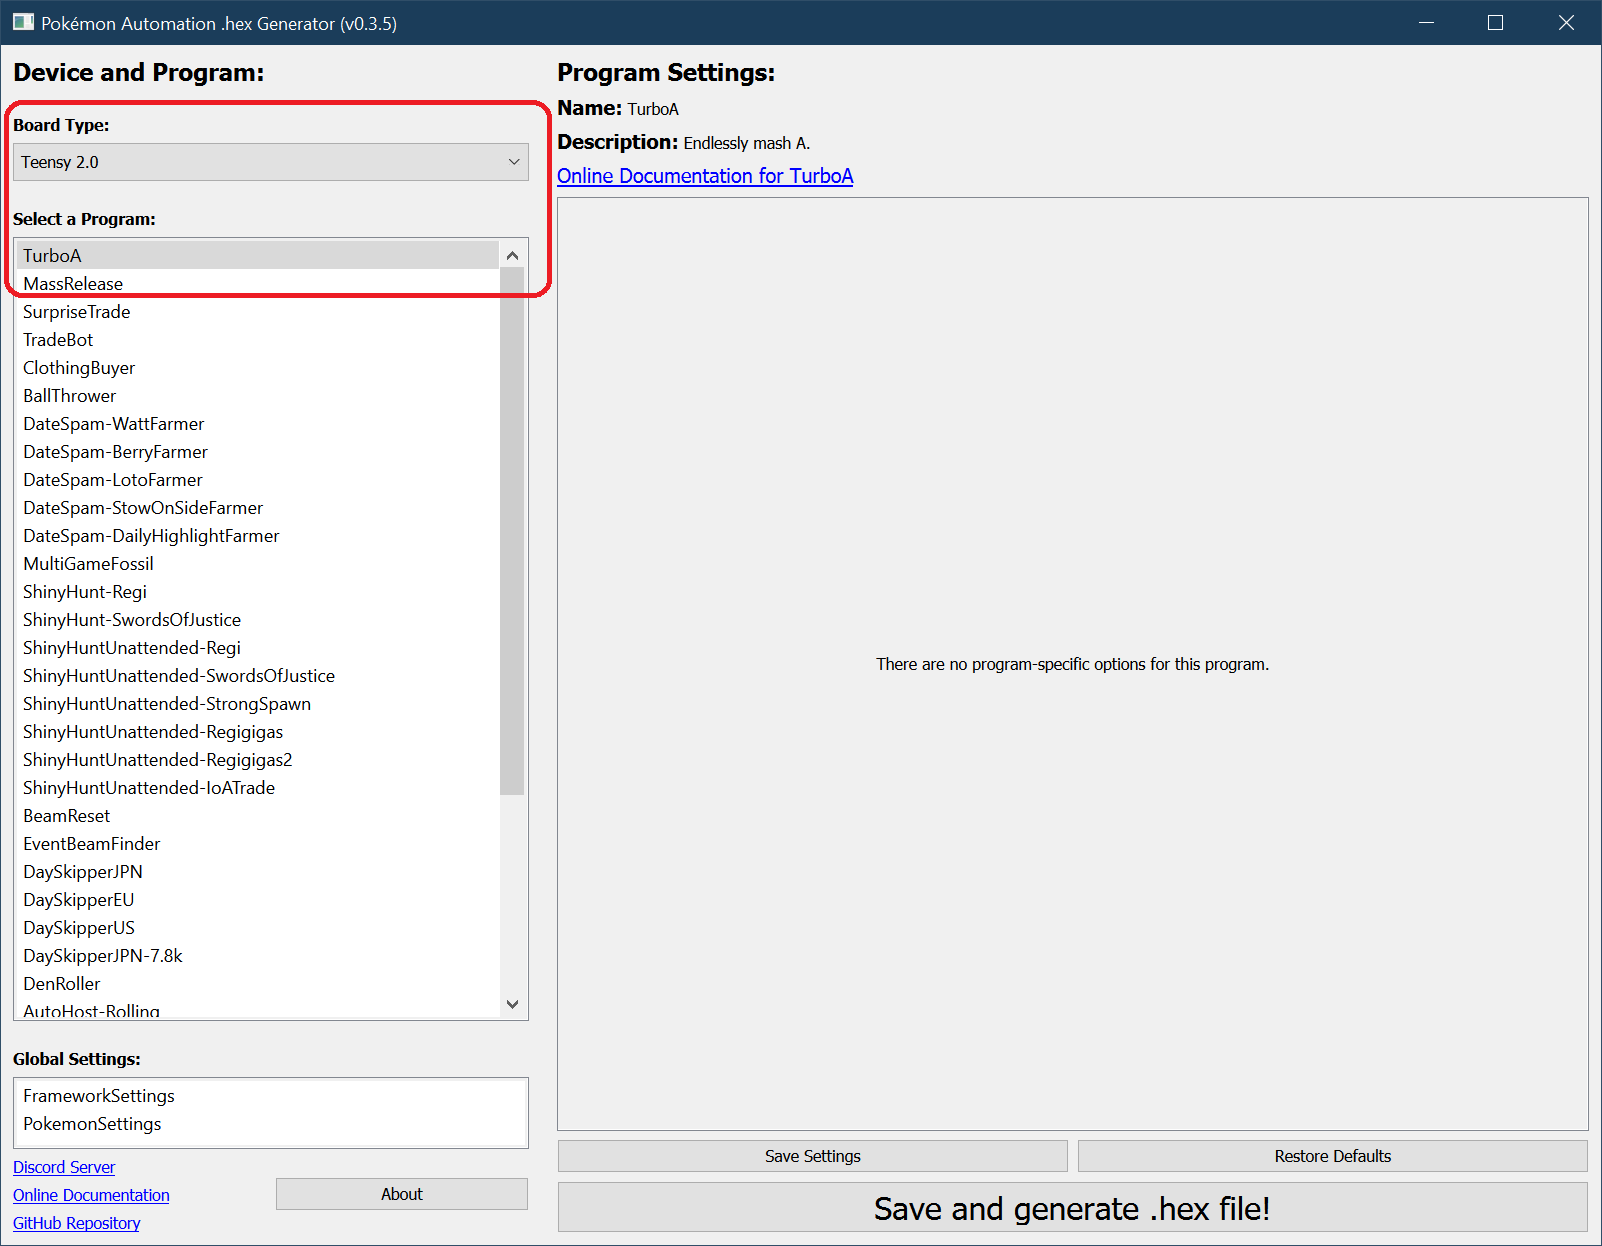 Pokémon Automation .hex Generator (v0.3.5)
Device and Program:
Board Type:
Teensy 2.0
Select a Program:
TurboA
MassRelease
SurpriseTrade
TradeBot
ClothingBuyer
BallThrower
DateSpam-WattFarmer
DateSpam-BerryFarmer
DateSpam-LotoFarmer
DateSpam-StowOnSideFarmer
DateSpam-DailyHighlightFarmer
MultiGameFossil
ShinyHunt-Regi
ShinyHunt-SwordsOfJustice
ShinyHuntUnattended-Regi
ShinyHuntUnattended-SwordsOfJustice
ShinyHuntUnattended-StrongSpawn
ShinyHuntUnattended-Regigigas
ShinyHuntUnattended-Regigigas2
ShinyHuntUnattended-IoATrade
BeamReset
EventBeamFinder
DaySkipperJPN
DaySkipperEU
DaySkipperUS
DaySkipperJPN-7.8k
DenRoller
AutoHost-Rolling
Global Settings:
FrameworkSettings
PokemonSettings
Discord Server
Online Documentation
GitHub Repository
About
Program Settings:
Name: TurboA
Description: Endlessly mash A.
Online Documentation for TurboA
There are no program-specific options for this program.
Save Settings
Restore Defaults
Save and generate .hex file!